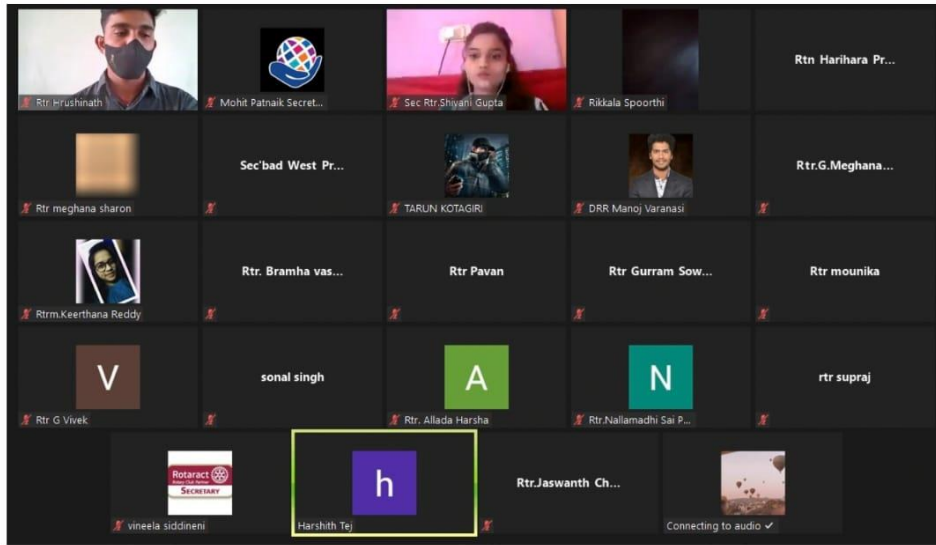 Rtr Hrushinath
Mohit Patnaik Secret...
Sec Rtr.Shivani Gupta
Rikkala Spoorthi
Rtn Harihara Pr...
Rtr meghana sharon
Sec'bad West Pr...
TARUN KOTAGIRI
DRR Manoj Varanasi
Rtr.G.Meghana...
Rtrm.Keerthana Reddy
Rtr. Bramha vas...
Rtr Pavan
Rtr Gurram Sow...
Rtr mounika
V
Rtr G Vivek
sonal singh
A
Rtr. Allada Harsha
N
Rtr.Nallamadhi Sai P...
rtr supraj
Rotaract
Rotary Club Partner
SECRETARY
vineela siddineni
h
Harshith Tej
Rtr.Jaswanth Ch...
Connecting to audio ✓